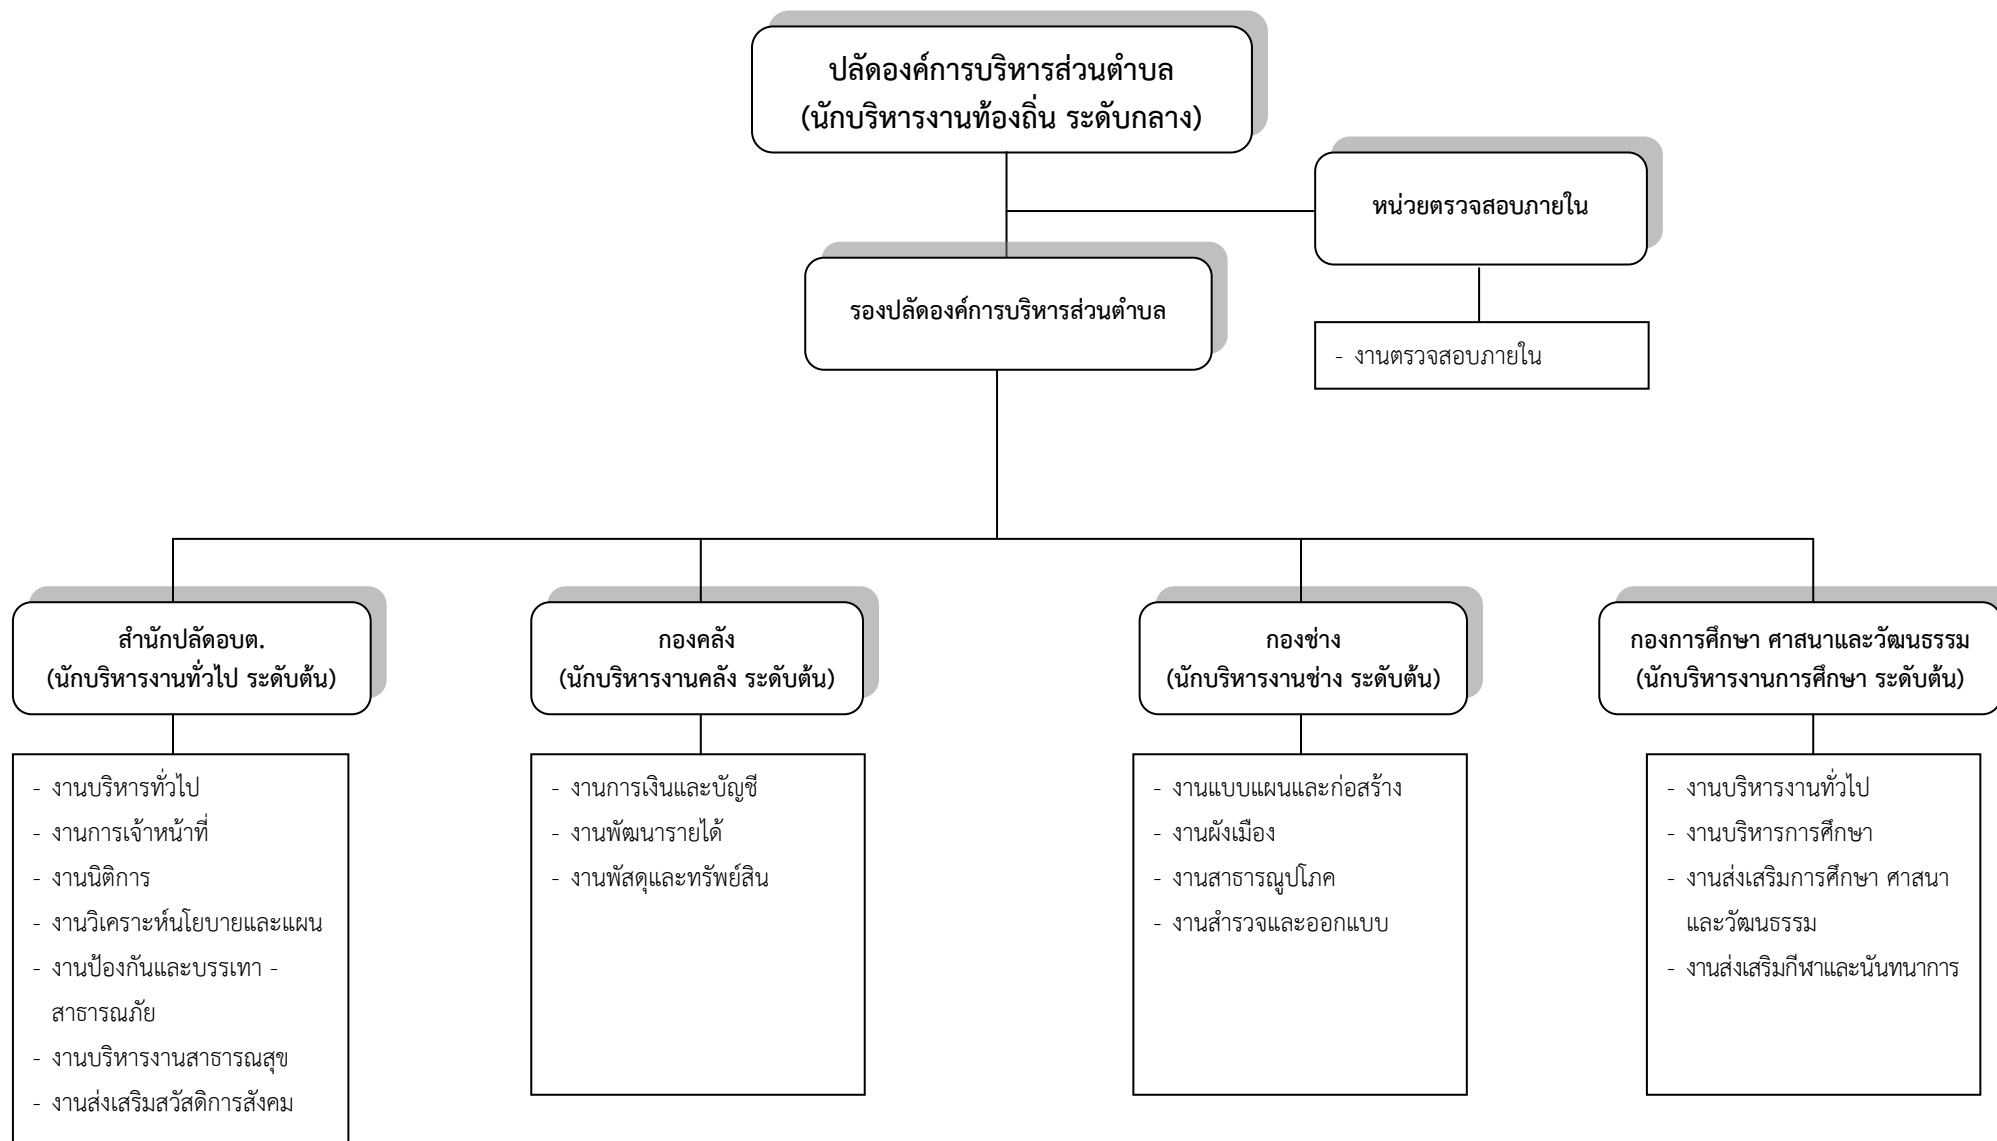 ปลัดองค์การบริหารส่วนตำบล
(นักบริหารงานท้องถิ่น ระดับกลาง)
หน่วยตรวจสอบภายใน
- งานตรวจสอบภายใน
รองปลัดองค์การบริหารส่วนตำบล
สำนักปลัดอบต.
(นักบริหารงานทั่วไป ระดับต้น)
- งานบริหารทั่วไป
- งานการเจ้าหน้าที่
- งานนิติการ
- งานวิเคราะห์นโยบายและแผน
- งานป้องกันและบรรเทา -
สาธารณภัย
- งานบริหารงานสาธารณสุข
- งานส่งเสริมสวัสดิการสังคม
กองคลัง
(นักบริหารงานคลัง ระดับต้น)
- งานการเงินและบัญชี
- งานพัฒนารายได้
- งานพัสดุและทรัพย์สิน
กองช่าง
(นักบริหารงานช่าง ระดับต้น)
- งานแบบแผนและก่อสร้าง
- งานผังเมือง
- งานสาธารณูปโภค
- งานสำรวจและออกแบบ
กองการศึกษา ศาสนาและวัฒนธรรม
(นักบริหารงานการศึกษา ระดับต้น)
- งานบริหารงานทั่วไป
- งานบริหารการศึกษา
- งานส่งเสริมการศึกษา ศาสนา
และวัฒนธรรม
- งานส่งเสริมกีฬาและนันทนาการ